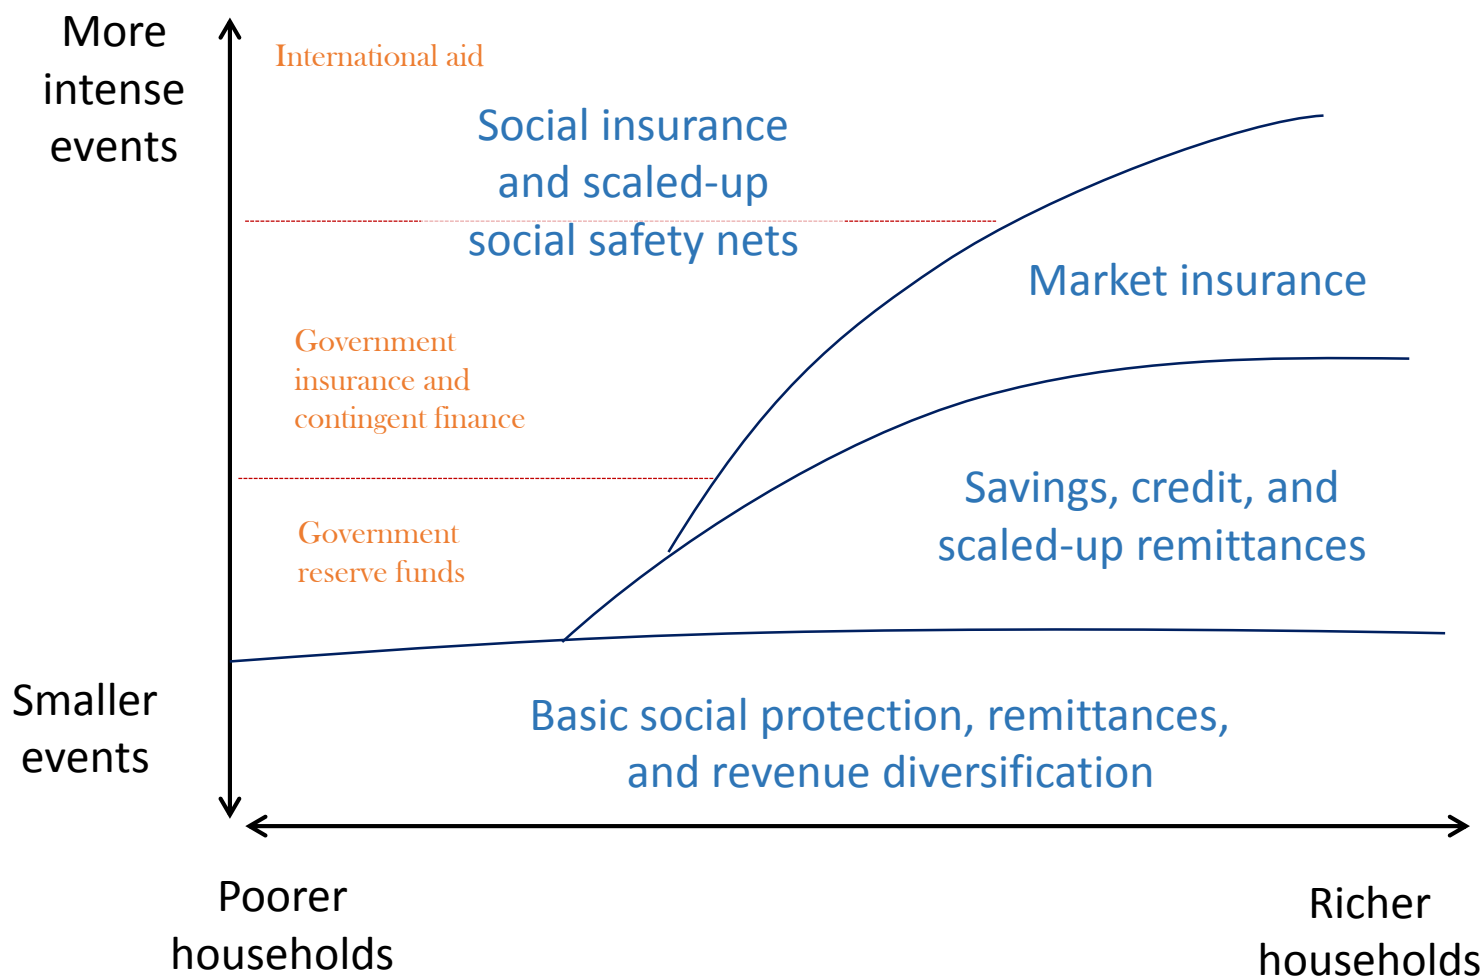 More
intense
events
International aid
Social insurance
and scaled-up
social safety nets
Market insurance
Government
insurance and
contingent finance
Savings, credit, and
scaled-up remittances
Government
reserve funds
Smaller
events
Basic social protection, remittances,
and revenue diversification
Poorer
households
Richer
households